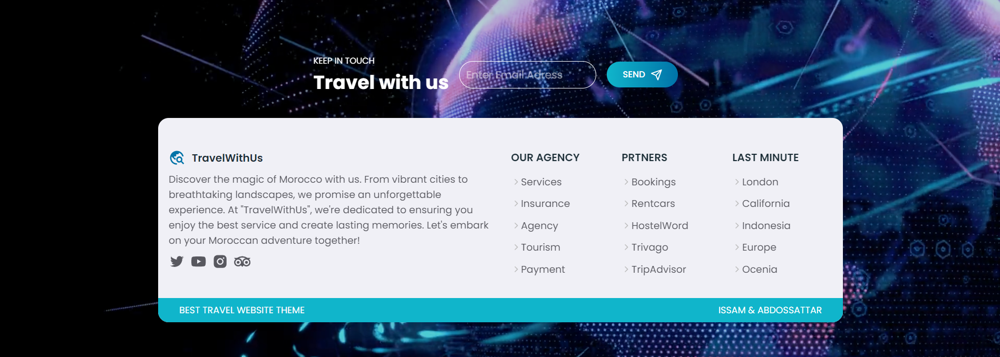 KEEP IN TOUCH
Travel with us
Enter Email Adress
SEND
TravelWithUs
Discover the magic of Morocco with us. From vibrant cities to
breathtaking landscapes, we promise an unforgettable
experience. At "TravelWithUs", we're dedicated to ensuring you
enjoy the best service and create lasting memories. Let's embark
on your Moroccan adventure together!
OUR AGENCY
Services
Insurance
Agency
Tourism
Payment
PRTNERS
Bookings
Rentcars
HostelWord
Trivago
TripAdvisor
LAST MINUTE
London
California
Indonesia
Europe
Ocenia
BEST TRAVEL WEBSITE THEME
ISSAM & ABDOSSATTAR